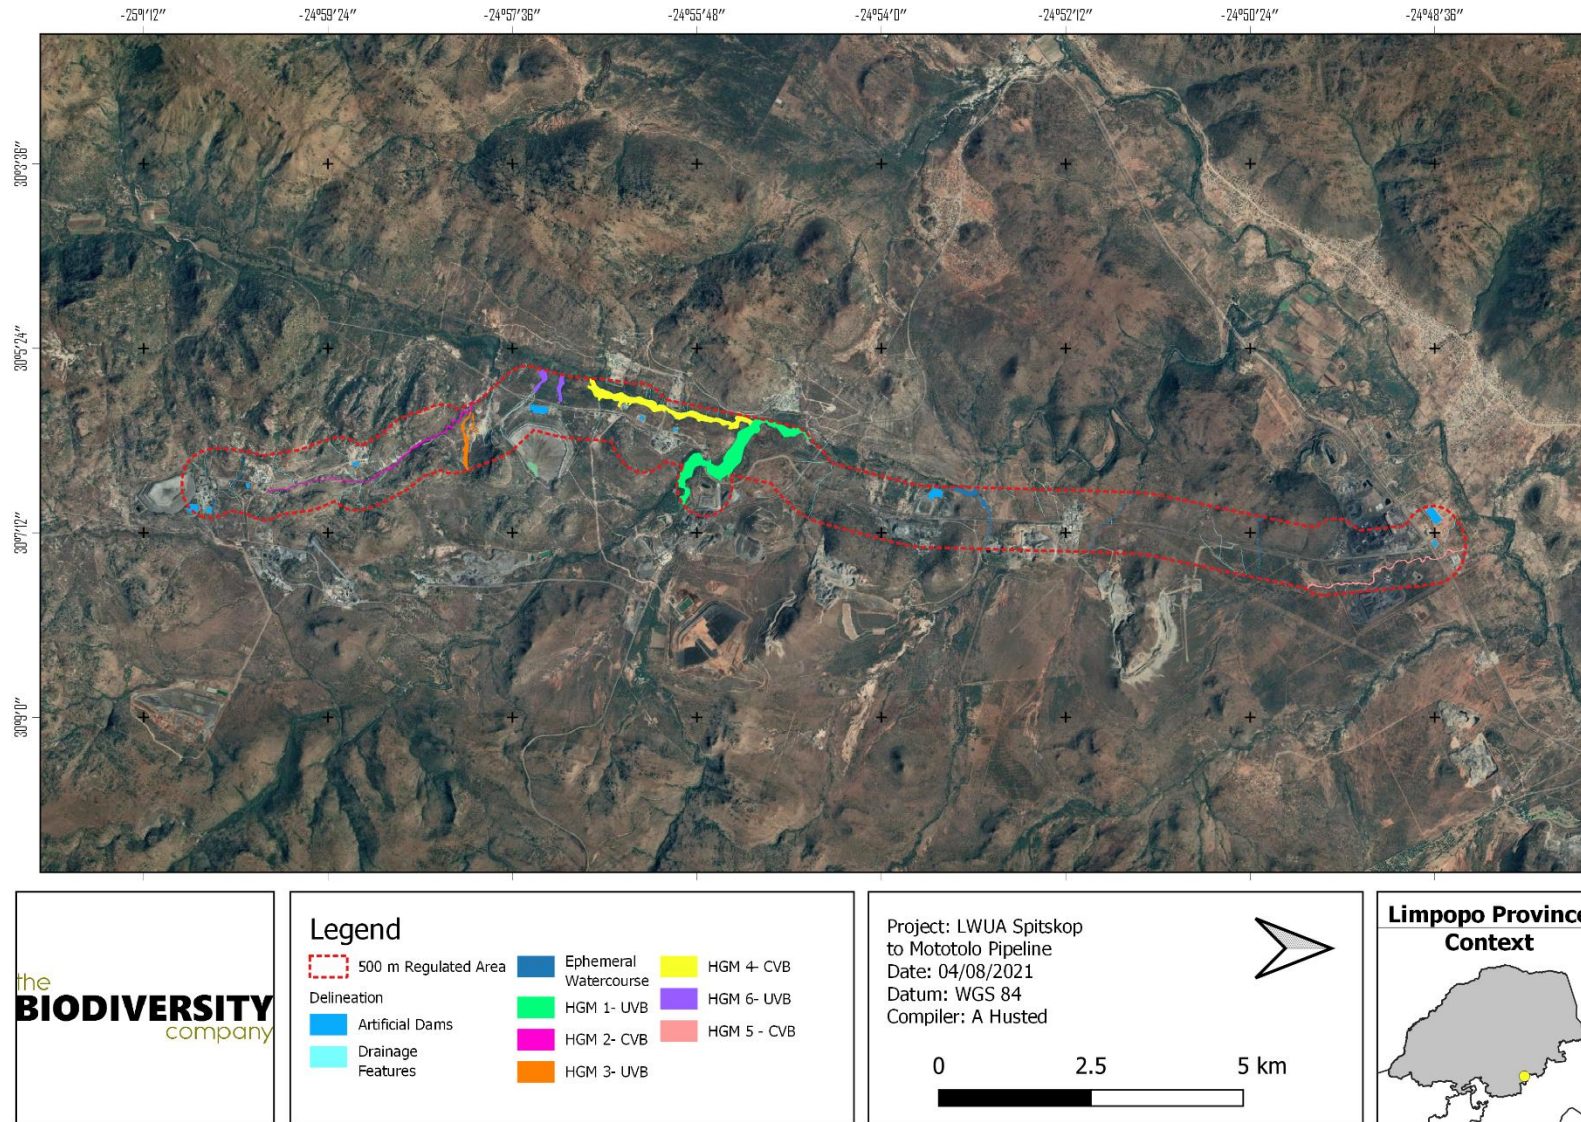 -25°1'12"
-24°59'24"
-24°57'36"
-24°55'48"
-24°54'0"
-24°52'12"
-24°50'24"
-24°48'36"
30°3'36"
30°5'24"
30°7'12"
30°9'0"
the
BIODIVERSITY
company
Legend
500 m Regulated Area
Delineation
Artificial Dams
Drainage
Features
Ephemeral
Watercourse
HGM 1- UVB
HGM 2- CVB
HGM 3- UVB
HGM 4- CVB
HGM 6- UVB
HGM 5 - CVB
Project: LWUA Spitskop
to Mototolo Pipeline
Date: 04/08/2021
Datum: WGS 84
Compiler: A Husted
0 2.5 5 km
Limpopo Province
Context